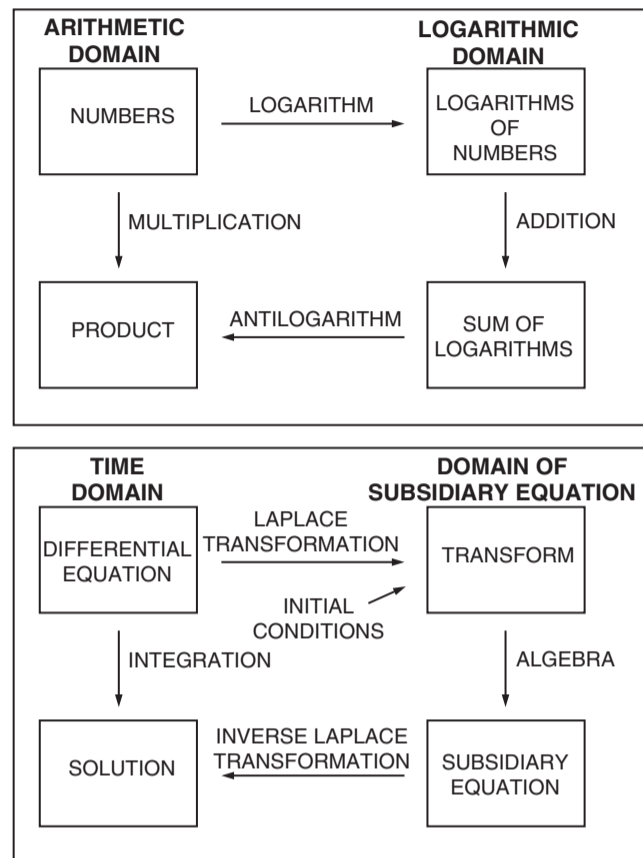 ARITHMETIC
DOMAIN
LOGARITHMIC
DOMAIN
NUMBERS
LOGARITHM
LOGARITHMS
OF
NUMBERS
MULTIPLICATION
ADDITION
PRODUCT
ANTILOGARITHM
SUM OF
LOGARITHMS
TIME
DOMAIN
DOMAIN OF
SUBSIDIARY EQUATION
DIFFERENTIAL
EQUATION
LAPLACE
TRANSFORMATION
TRANSFORM
INITIAL
CONDITIONS
INTEGRATION
ALGEBRA
SOLUTION
INVERSE LAPLACE
TRANSFORMATION
SUBSIDIARY
EQUATION